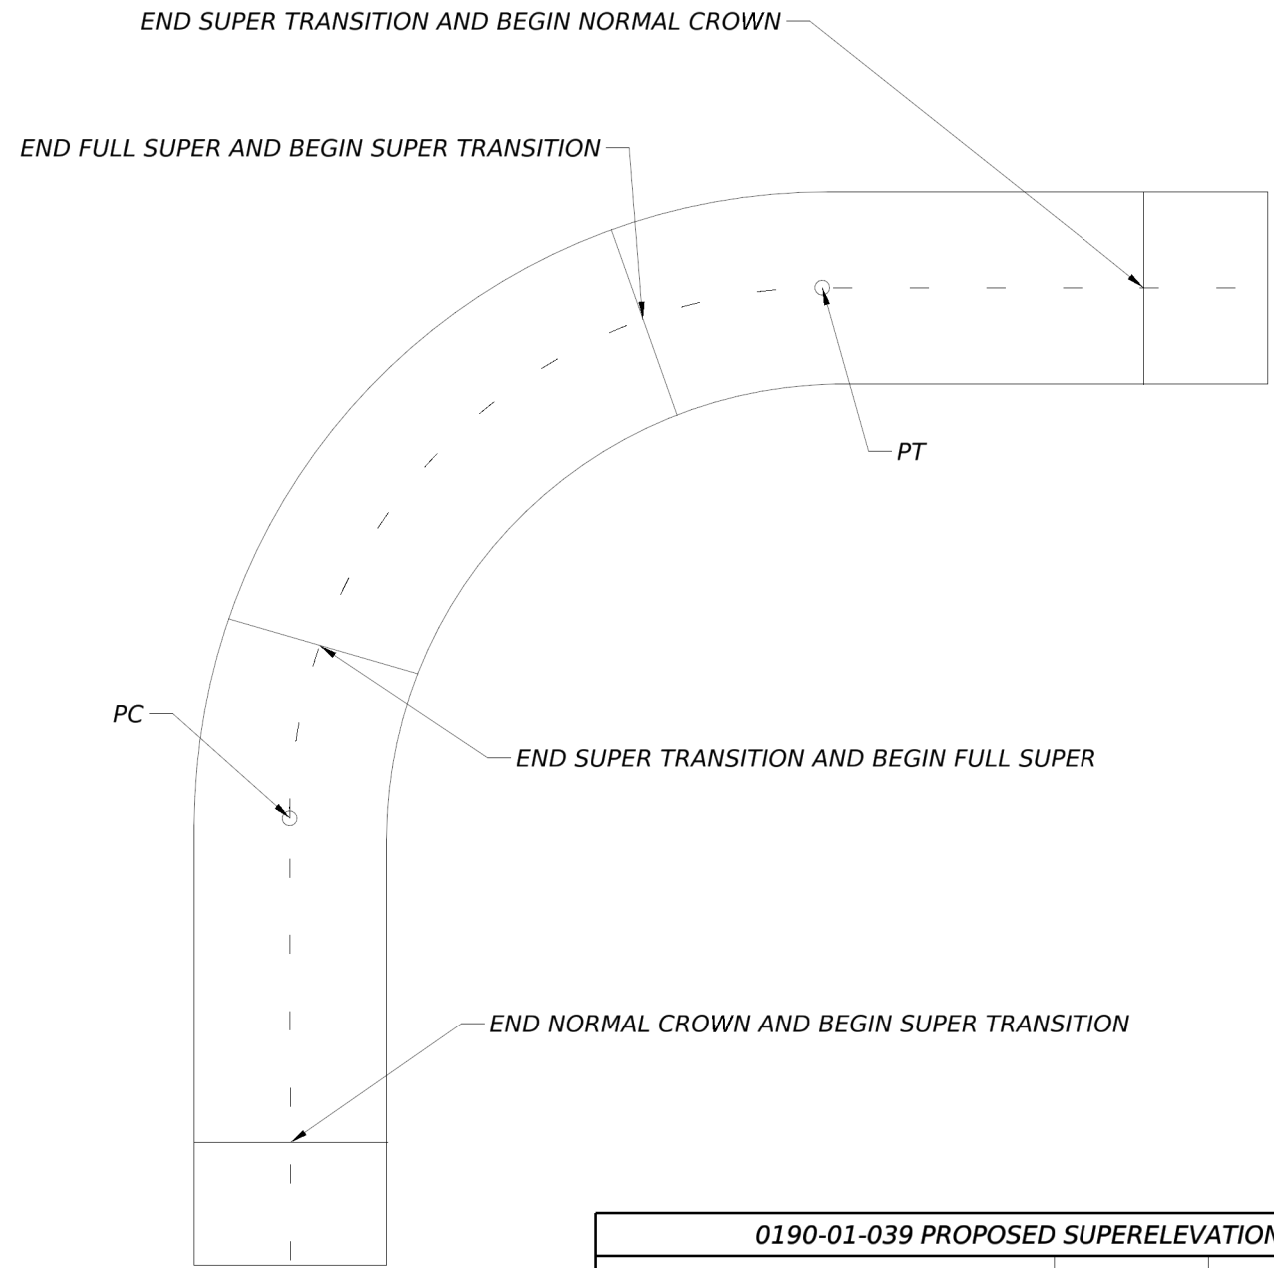 END SUPER TRANSITION AND BEGIN NORMAL CROWN
END FULL SUPER AND BEGIN SUPER TRANSITION
PT
PC
END SUPER TRANSITION AND BEGIN FULL SUPER
END NORMAL CROWN AND BEGIN SUPER TRANSITION
0190-01-039 PROPOSED SUPERELEVATION